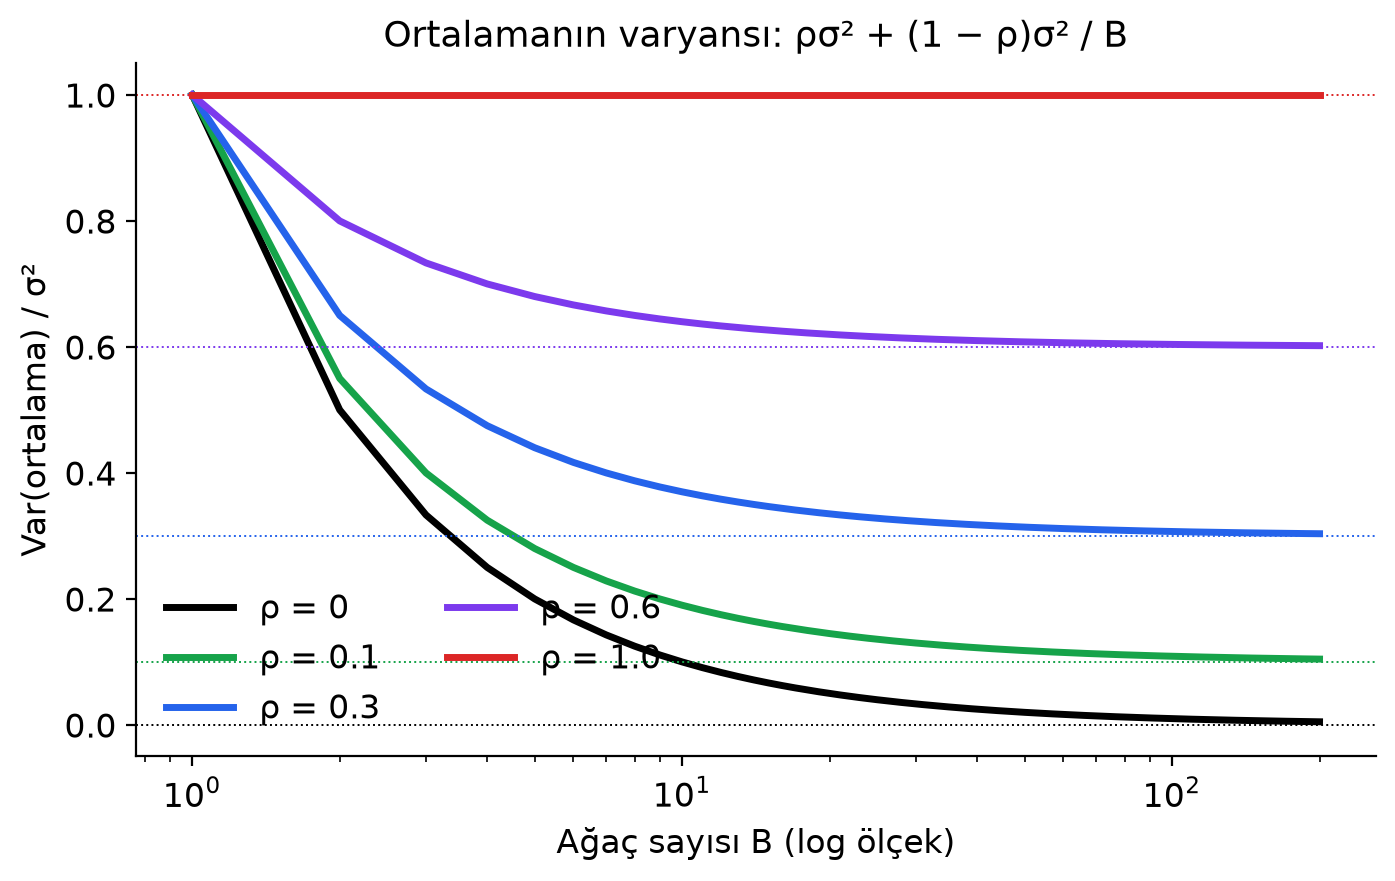 Ortalamanın varyansı: ρσ² + (1 − ρ)σ² / B
Var(ortalama) / σ²
1.0
0.8
0.6
0.4
0.2
0.0
ρ = 0
ρ = 0.1
ρ = 0.3
ρ = 0.6
ρ = 1.0
10⁰ 10¹ 10²
Ağaç sayısı B (log ölçek)